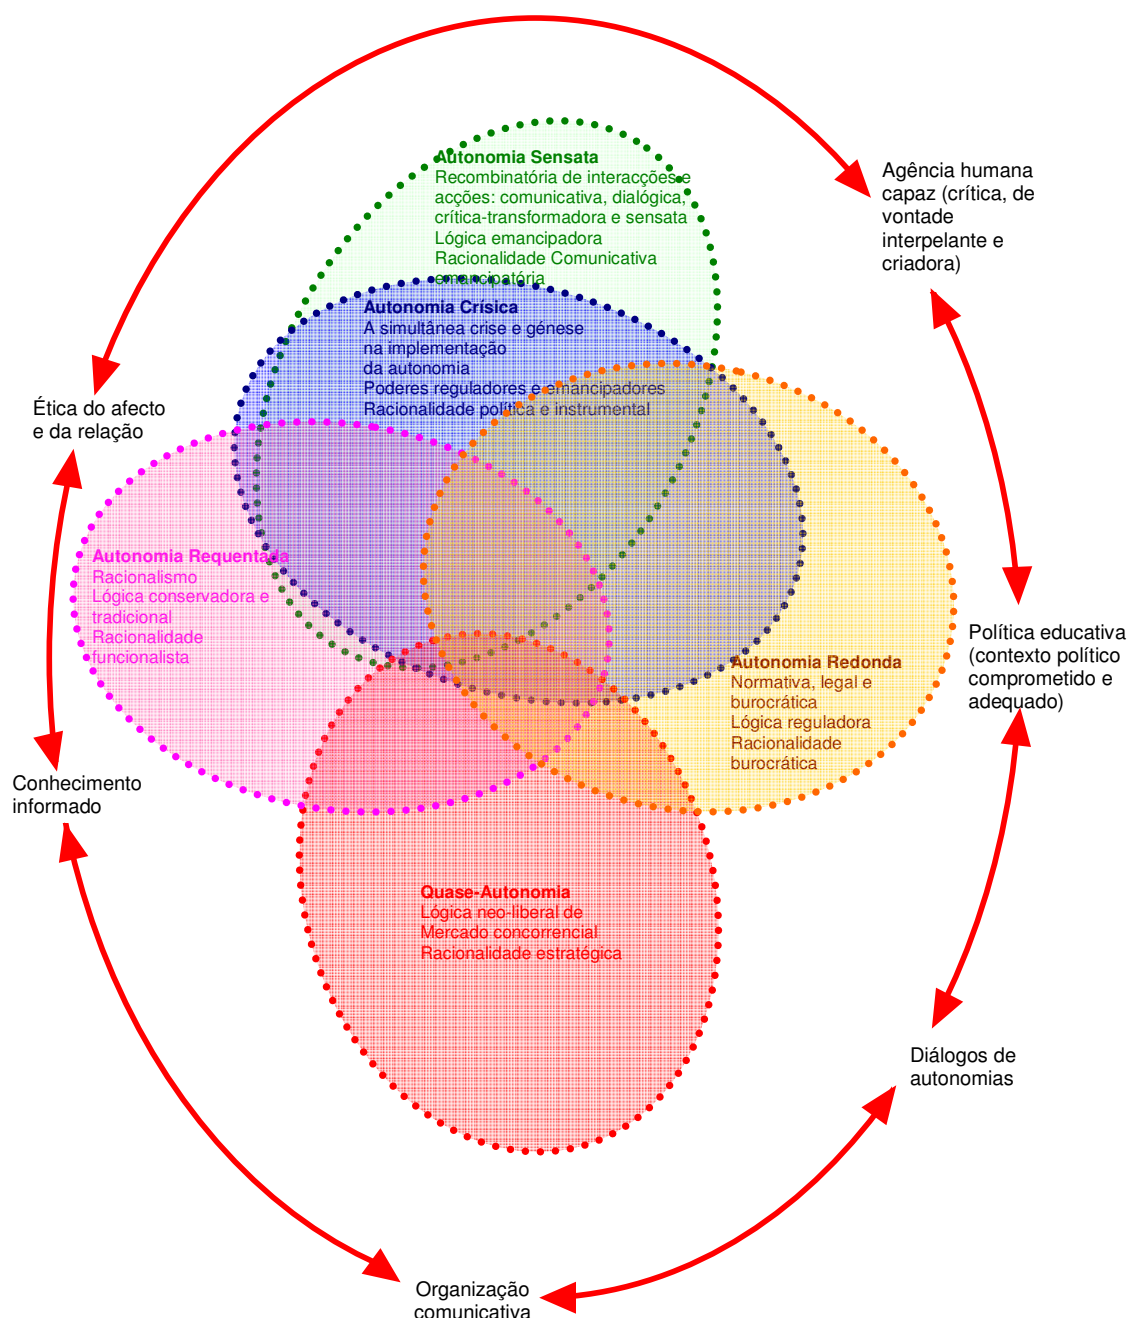 Autonomia Sensata
Recombinatória de interacções e
acções: comunicativa, dialógica,
crítica-transformadora e sensata
Lógica emancipadora
Racionalidade Comunicativa
emancipatória
Agência humana
capaz (crítica, de
vontade
interpelante e
criadora)
Autonomia Crísica
A simultânea crise e génese
na implementação
da autonomia
Poderes reguladores e emancipadores
Racionalidade política e instrumental
Ética do afecto
e da relação
Autonomia Requentada
Racionalismo
Lógica conservadora e
tradicional
Racionalidade
funcionalista
Política educativa
(contexto político
comprometido e
adequado)
Autonomia Redonda
Normativa, legal e
burocrática
Lógica reguladora
Racionalidade
burocrática
Conhecimento
informado
Quase-Autonomia
Lógica neo-liberal de
Mercado concorrencial
Racionalidade estratégica
Diálogos de
autonomias
Organização
comunicativa